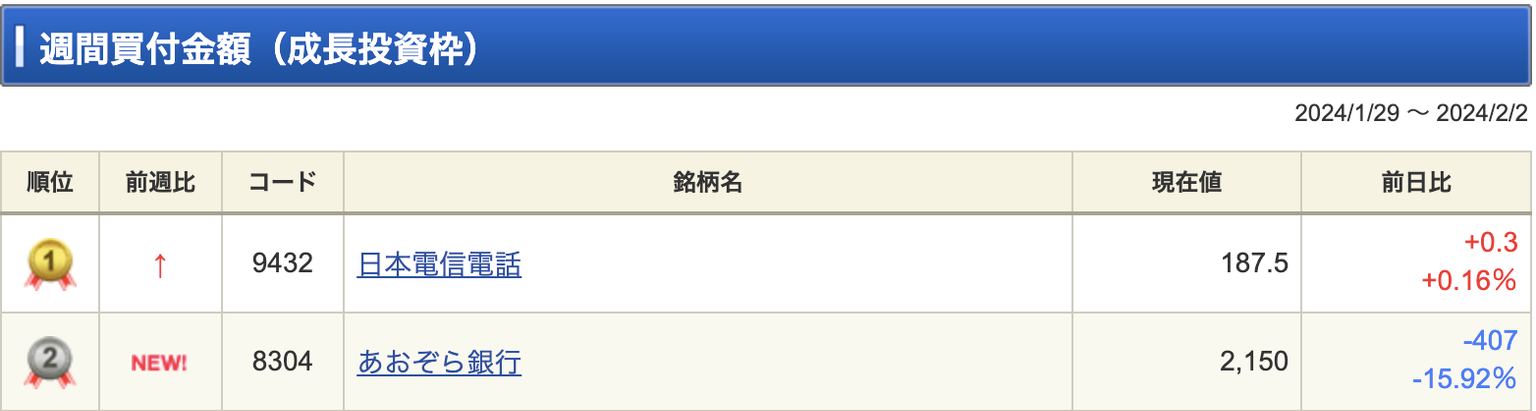 週間買付金額（成長投資枠）
2024/1/29 ～ 2024/2/2
順位 前週比 コード 銘柄名 現在値 前日比
1 ↑ 9432 日本電信電話 187.5 +0.3
+0.16%
2 NEW! 8304 あおぞら銀行 2,150 -407
-15.92%